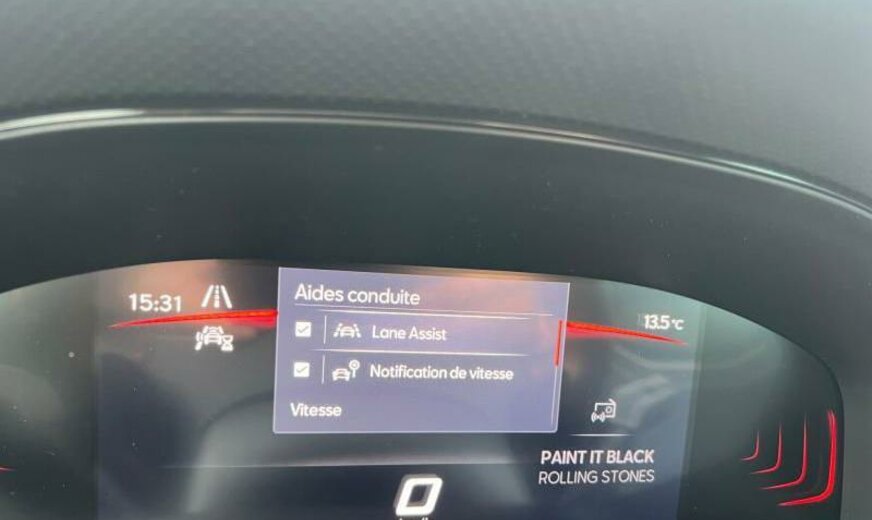 15:31
Aides conduite
13.5°C
Lane Assist
Notification de vitesse
Vitesse
PAINT IT BLACK
ROLLING STONES
0